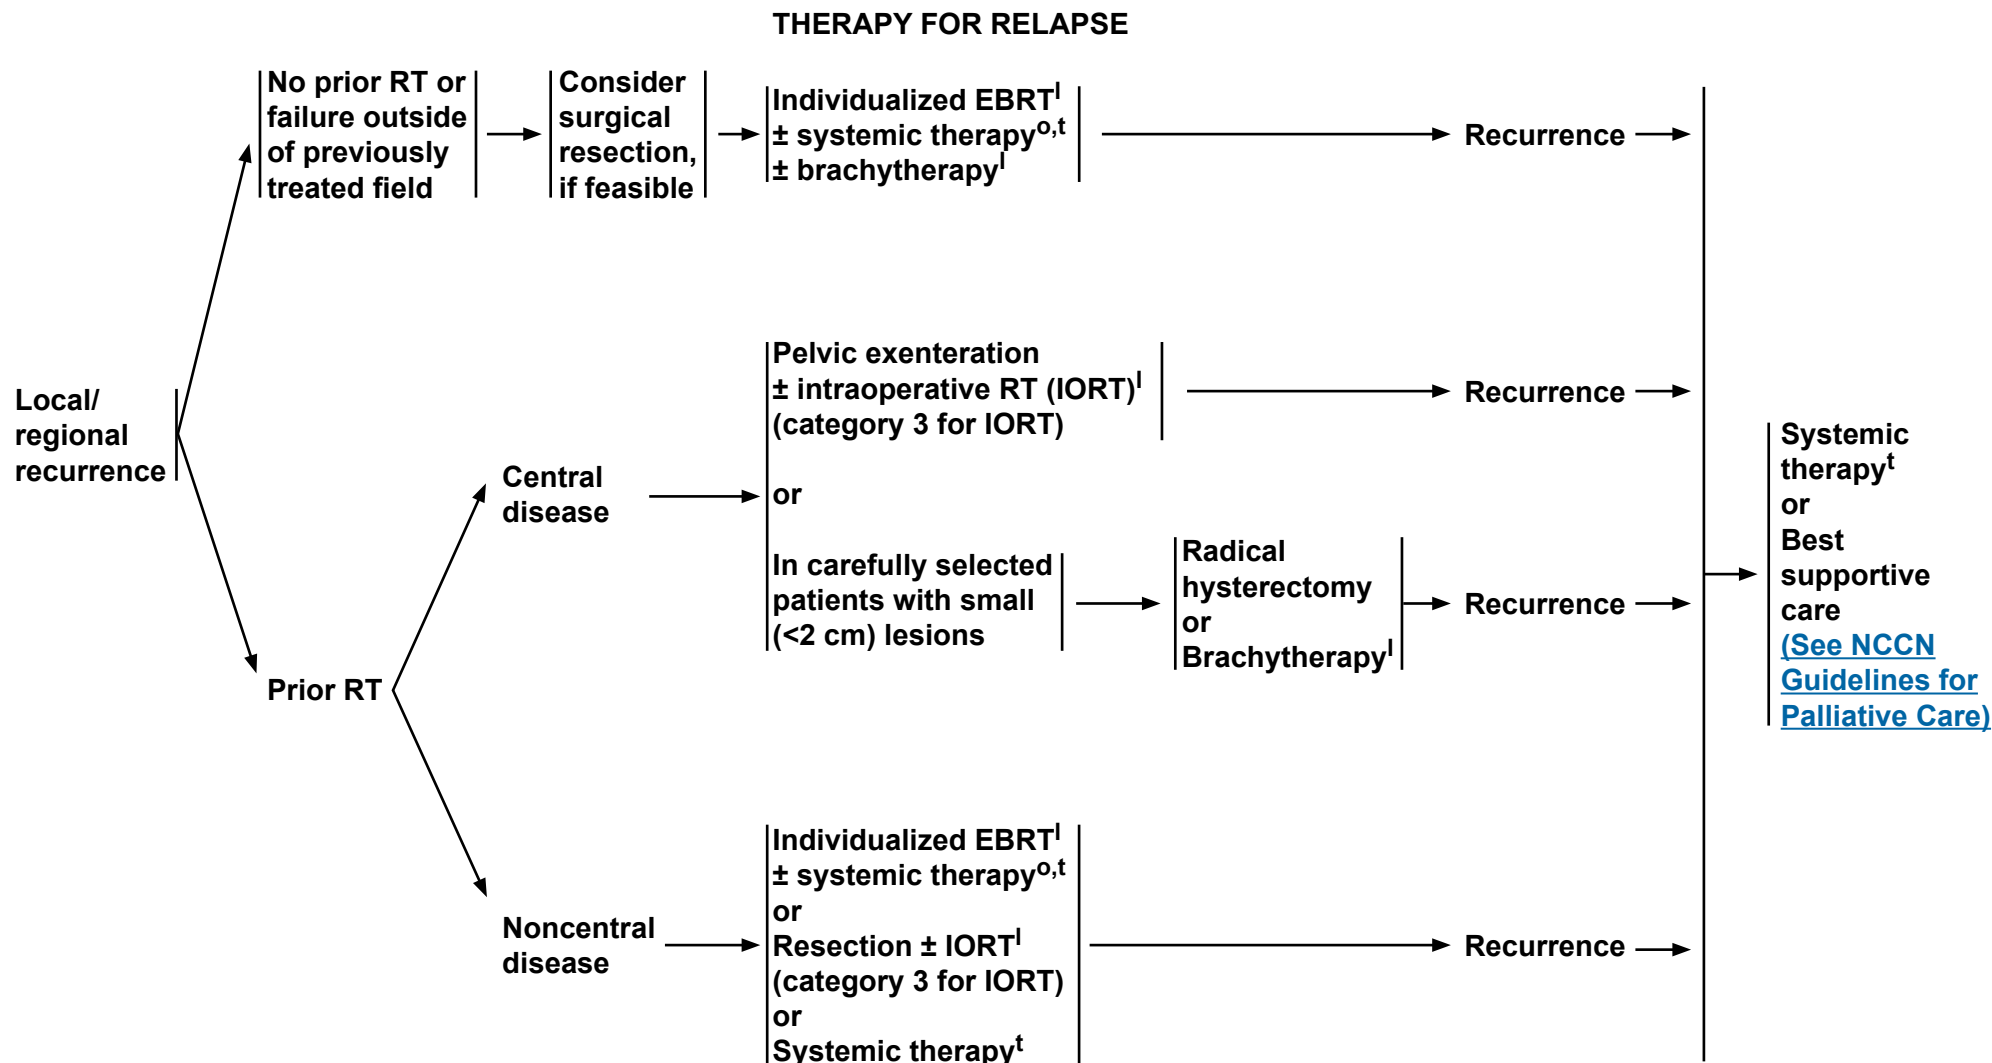 THERAPY FOR RELAPSE
Local/
regional
recurrence
No prior RT or
failure outside
of previously
treated field
Consider
surgical
resection,
if feasible
Individualized EBRTˡ
± systemic therapyᵒ,ᵗ
± brachytherapyˡ
Recurrence
Prior RT
Central
disease
Pelvic exenteration
± intraoperative RT (IORT)ˡ
(category 3 for IORT)
Recurrence
or
In carefully selected
patients with small
(<2 cm) lesions
Radical
hysterectomy
or
Brachytherapyˡ
Recurrence
Noncentral
disease
Individualized EBRTˡ
± systemic therapyᵒ,ᵗ
or
Resection ± IORTˡ
(category 3 for IORT)
or
Systemic therapyᵗ
Recurrence
Systemic
therapyᵗ
or
Best
supportive
care
(See NCCN
Guidelines for
Palliative Care)